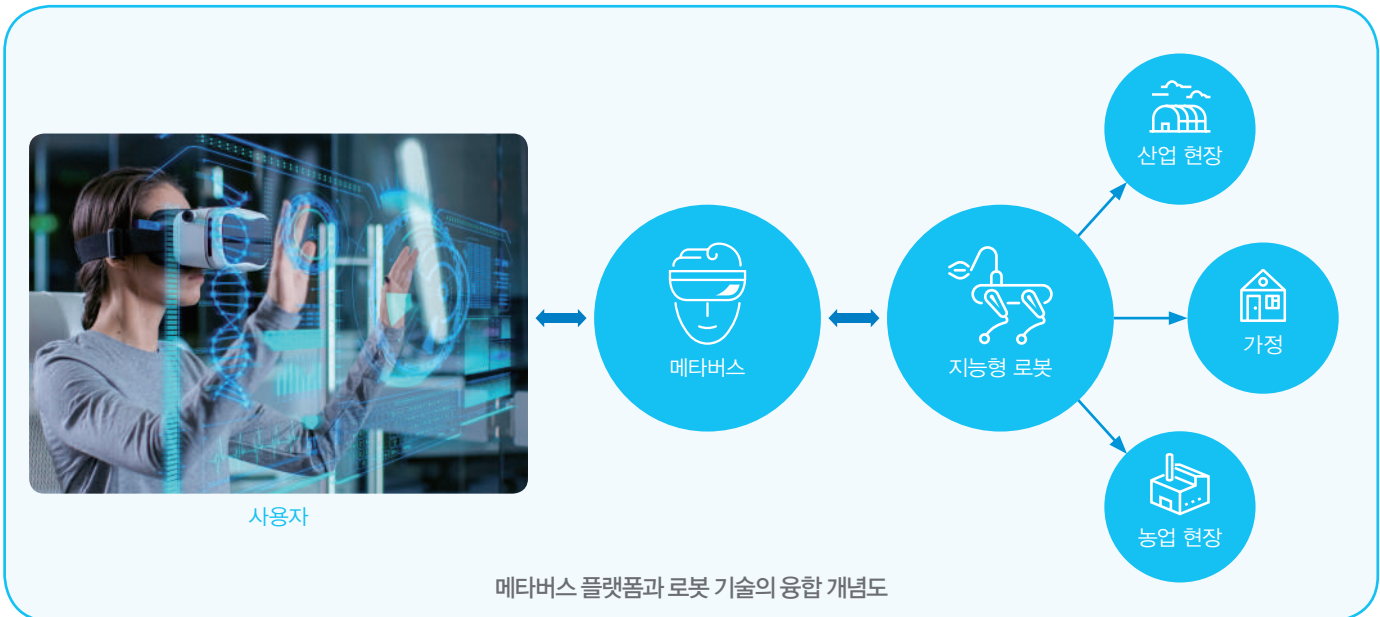 산업 현장
가정
메타버스
지능형 로봇
농업 현장
사용자
메타버스 플랫폼과 로봇 기술의 융합 개념도